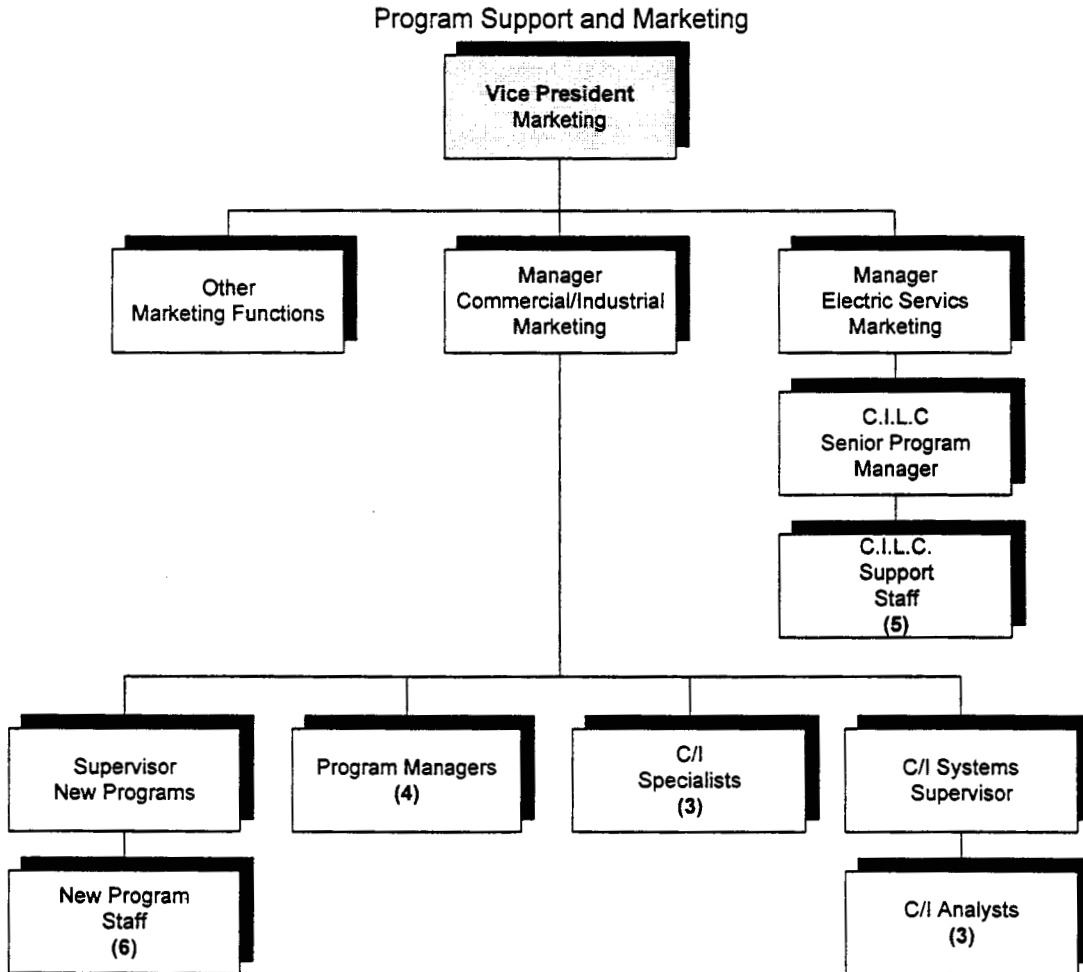 Program Support and Marketing
Vice President
Marketing
Other
Marketing Functions
Manager
Commercial/Industrial
Marketing
Manager
Electric Servics
Marketing
C.I.L.C
Senior Program
Manager
C.I.L.C.
Support
Staff
(5)
Supervisor
New Programs
Program Managers
(4)
C/I
Specialists
(3)
C/I Systems
Supervisor
New Program
Staff
(6)
C/I Analysts
(3)